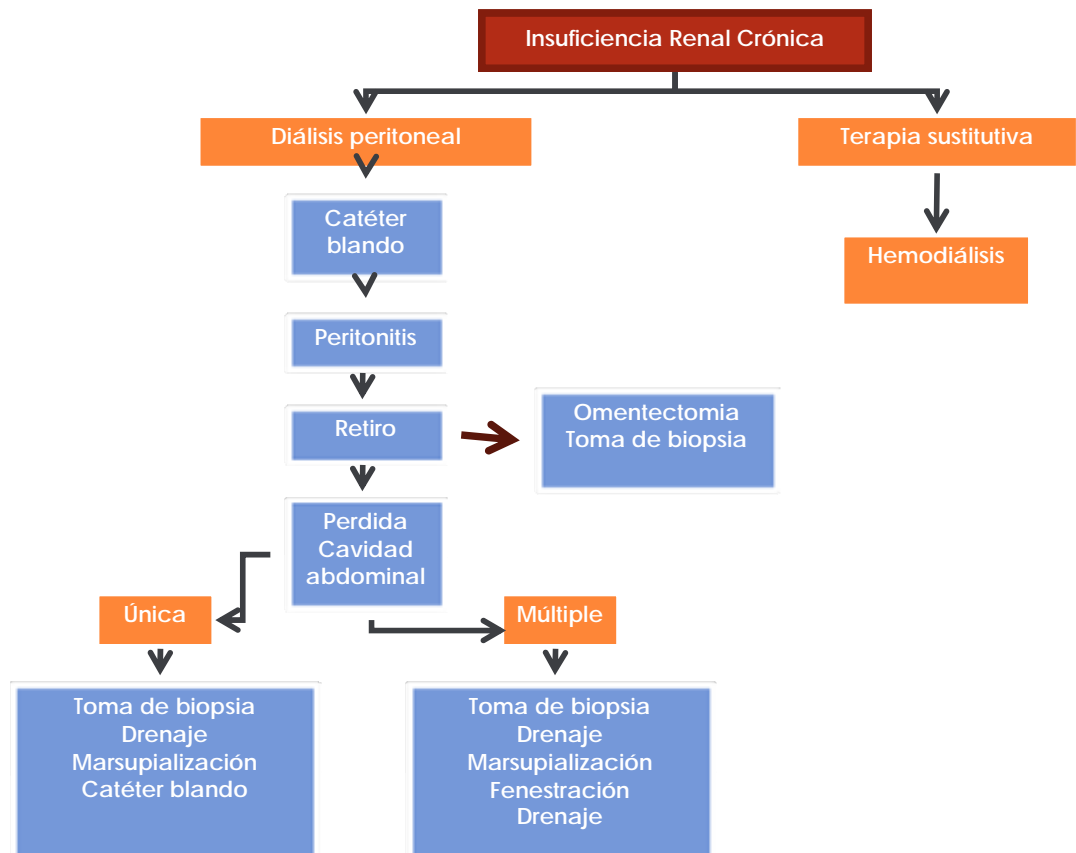 Insuficiencia Renal Crónica
Diálisis peritoneal
Terapia sustitutiva
Catéter
blando
Hemodiálisis
Peritonitis
Retiro
Omentectomia
Toma de biopsia
Perdida
Cavidad
abdominal
Única
Múltiple
Toma de biopsia
Drenaje
Marsupialización
Catéter blando
Toma de biopsia
Drenaje
Marsupialización
Fenestración
Drenaje